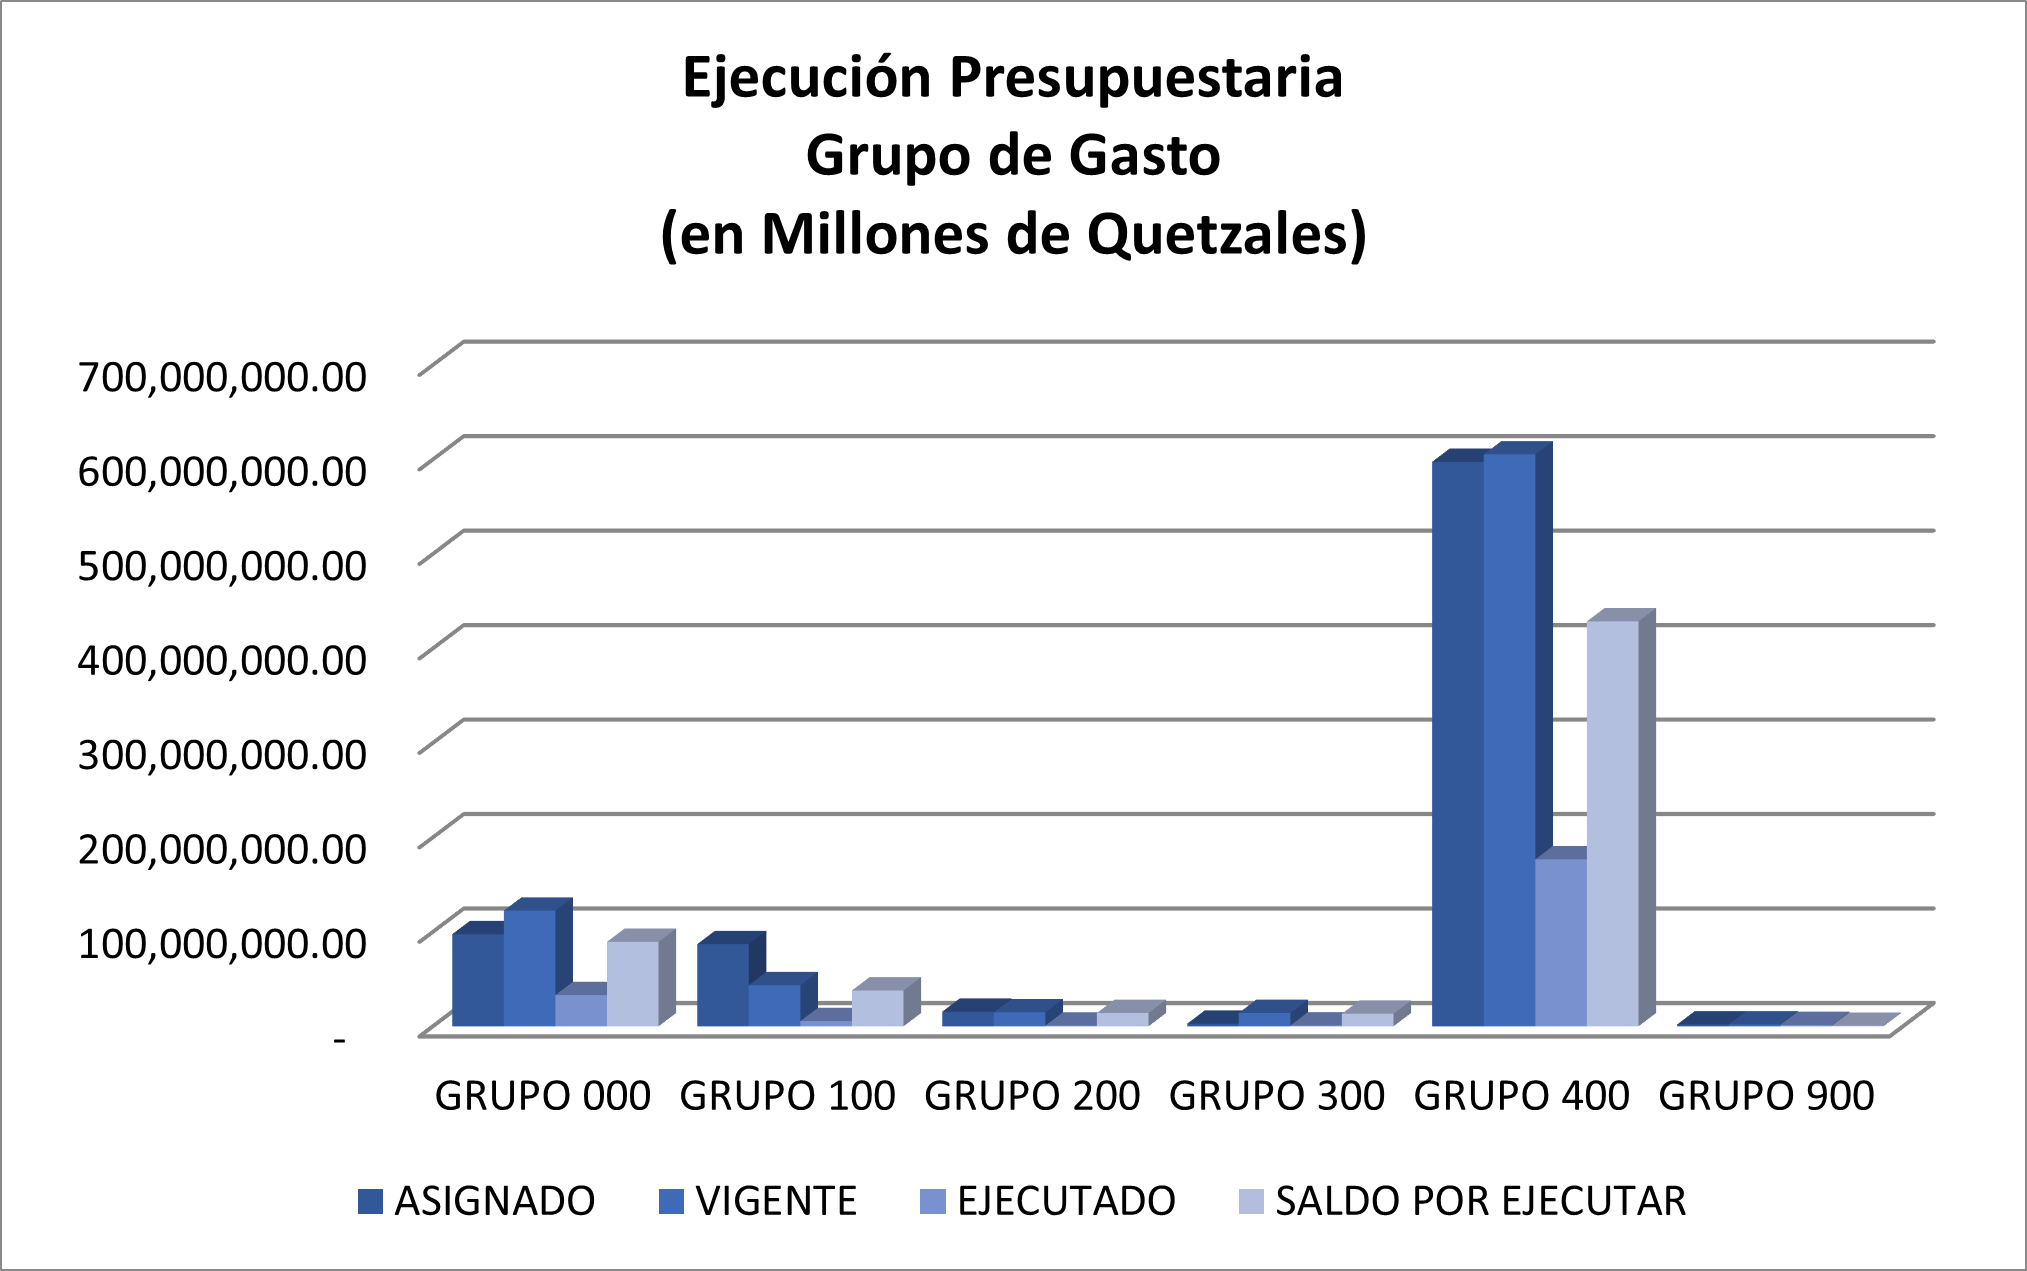 Ejecución Presupuestaria
Grupo de Gasto
(en Millones de Quetzales)
700,000,000.00
600,000,000.00
500,000,000.00
400,000,000.00
300,000,000.00
200,000,000.00
100,000,000.00
-
GRUPO 000 GRUPO 100 GRUPO 200 GRUPO 300 GRUPO 400 GRUPO 900
ASIGNADO VIGENTE EJECUTADO SALDO POR EJECUTAR